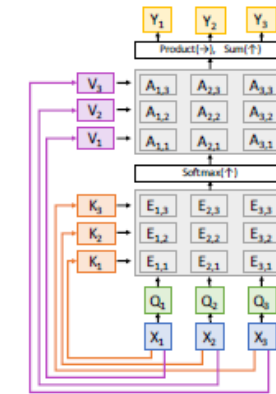 Y1 Y2 Y3
Product(→), Sum(↑)
V3 A1,3 A2,3 A3,3
V2 A1,2 A2,2 A3,2
V1 A1,1 A2,1 A3,1
Softmax(↑)
K3 E1,3 E2,3 E3,3
K2 E1,2 E2,2 E3,2
K1 E1,1 E2,1 E3,1
Q1 Q2 Q3
X1 X2 X3